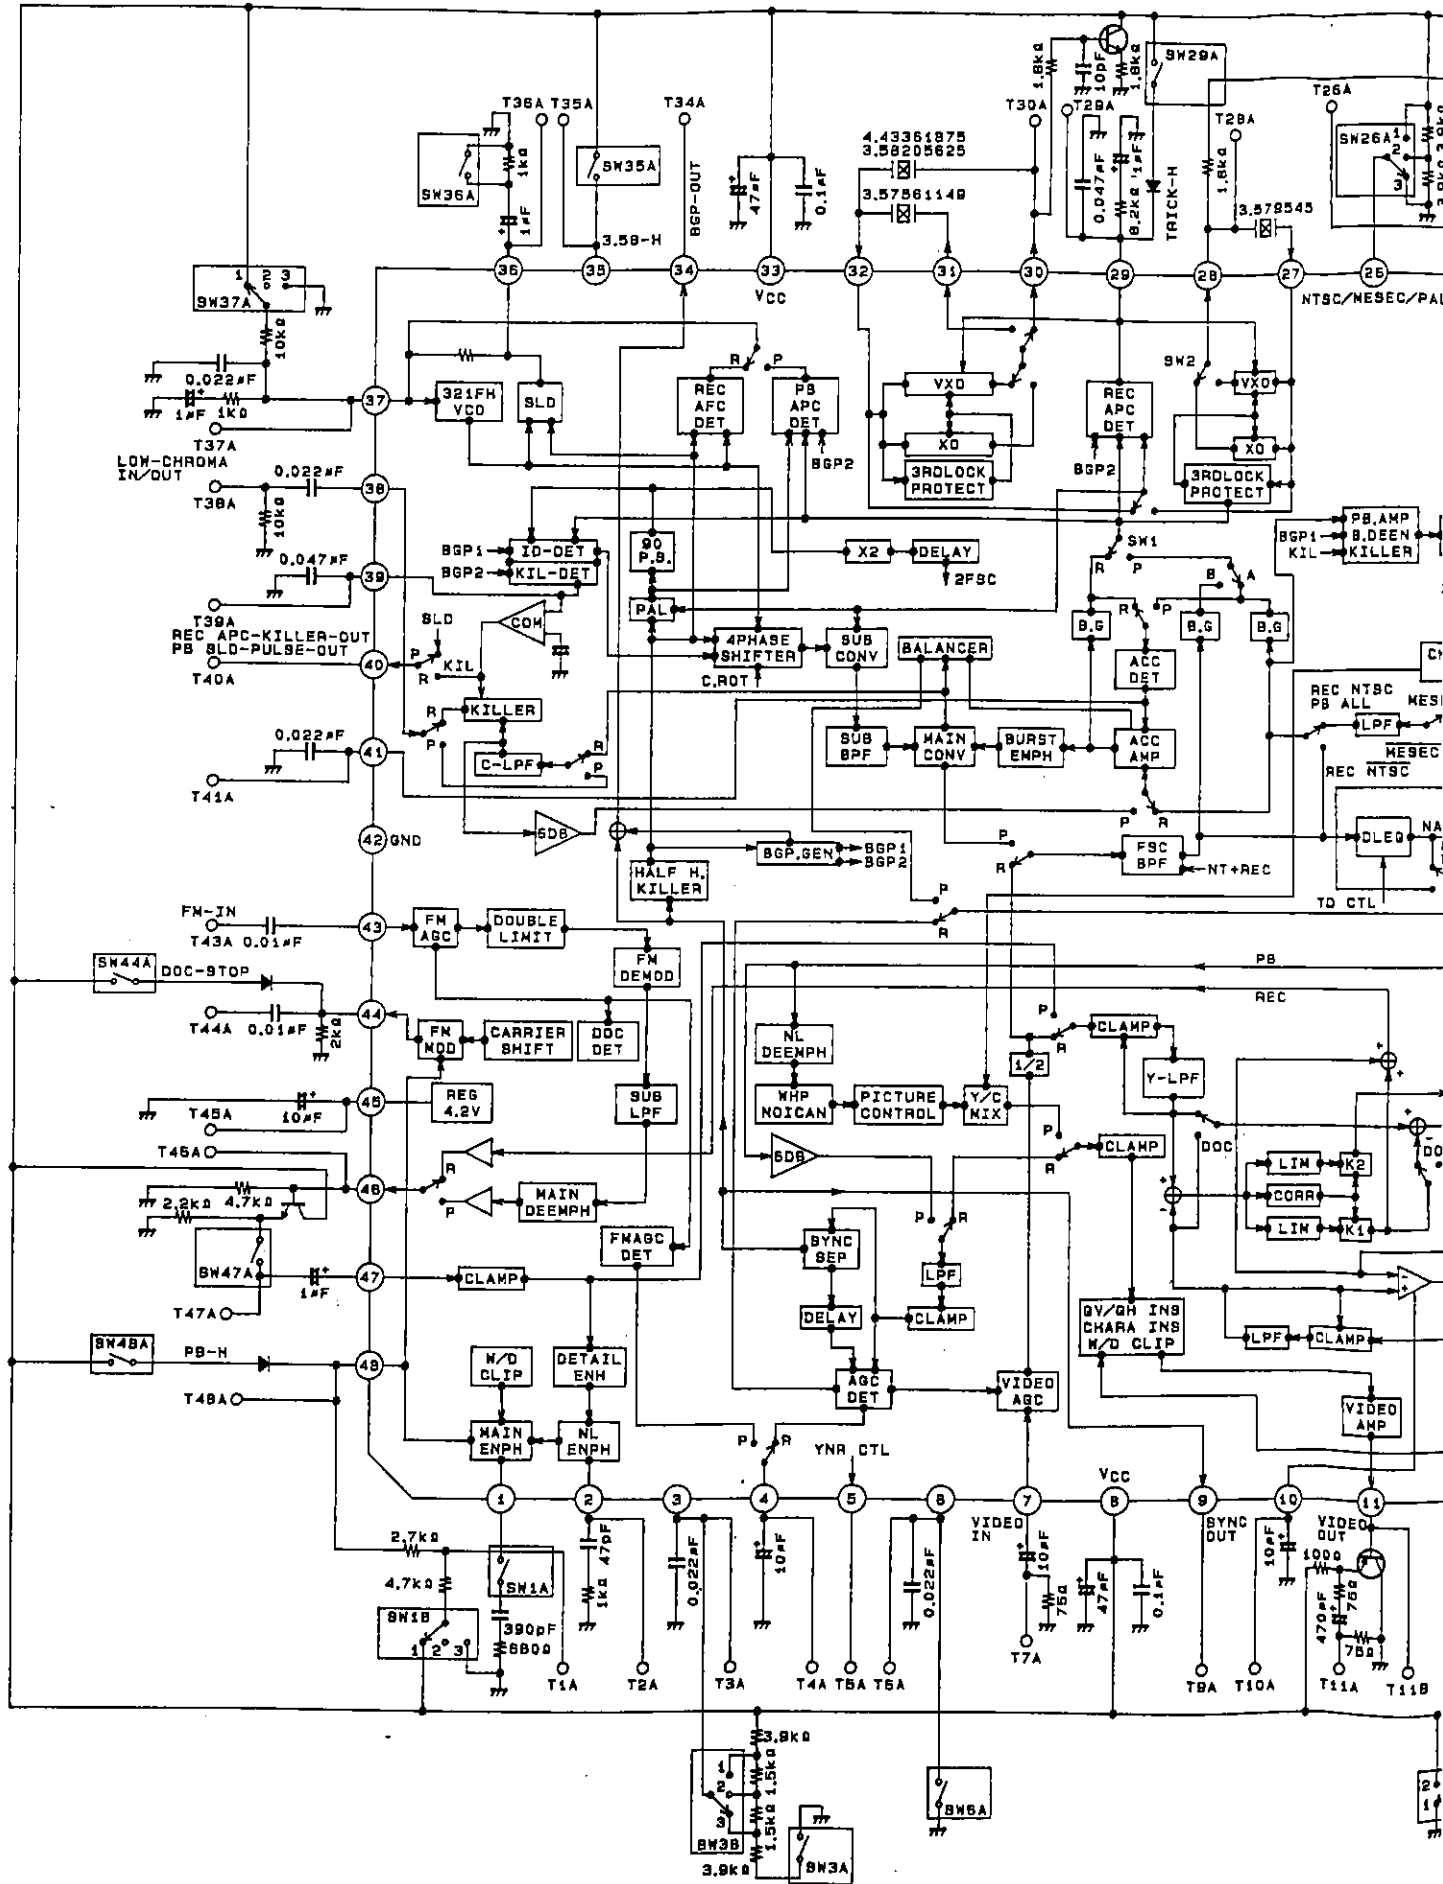 1.8kΩ
10pF
1.8kΩ
SW29A
T36A T35A
T34A
T30A
T29A
T28A
T26A
SW26A 1
2
3
SW36A
1kΩ
1µF
SW35A
BGP-OUT
47µF
0.1µF
4.43361875
3.58205625
3.57561149
0.047µF
8.2kΩ
1µF
TRICK-H
1.8kΩ
3.579545
3.58-H
36
35
34
33
32
31
30
29
28
27
26
VCC
NTSC/MESEC/PAL
1 2 3
SW37A
10kΩ
0.022µF
1µF 1kΩ
37
T37A
LOW-CHROMA
IN/OUT
0.022µF
38
T38A
10kΩ
0.047µF
39
T39A
REC APC-KILLER-OUT
PB SLD-PULSE-OUT
40
T40A
0.022µF
41
T41A
42 GND
321FH
VCO
SLD
REC
AFC
DET
R P
PB
APC
DET
BGP2
VXO
XO
3RDLOCK
PROTECT
REC
APC
DET
BGP2
SW2
VXO
XO
3RDLOCK
PROTECT
BGP1
ID-DET
BGP2
KIL-DET
90
P.B.
PAL
X2
DELAY
2FSC
SW1
R P
B A
PB.AMP
BGP1 B.DEEN
KIL KILLER
COM
SLD
P
R KIL
4PHASE
SHIFTER
C.ROT
SUB
CONV
BALANCER
B.G
R P
B.G
B.G
ACC
DET
KILLER
R
P
C-LPF
R
P
SUB
BPF
MAIN
CONV
BURST
EMPH
ACC
AMP
P R
REC NTSC
PB ALL
LPF
MESEC
REC NTSC
6DB
BGP.GEN
BGP1
BGP2
HALF H.
KILLER
P
R
FSC
BPF
NT+REC
DLEQ
TD CTL
P
R
FM-IN
T43A 0.01µF
43
FM
AGC
DOUBLE
LIMIT
FM
DEMOD
SW44A
DOC-STOP
T44A 0.01µF
2kΩ
44
FM
MOD
CARRIER
SHIFT
DOC
DET
PB
REC
NL
DEEMPH
P
R
CLAMP
1/2
Y-LPF
T45A
10µF
45
REG
4.2V
SUB
LPF
WHP
NOICAN
PICTURE
CONTROL
Y/C
MIX
P
R
CLAMP
DOC
6DB
T46A
46
R
P
MAIN
DEEMPH
2.2kΩ
4.7kΩ
LIM
K2
CORR
LIM
K1
FMAGC
DET
SYNC
SEP
P R
LPF
DELAY
CLAMP
SW47A
T47A
1µF
47
CLAMP
QV/QH INS
CHARA INS
W/D CLIP
LPF
CLAMP
SW48A
PB-H
T48A
48
W/D
CLIP
DETAIL
ENH
AGC
DET
VIDEO
AGC
VIDEO
AMP
MAIN
ENPH
NL
ENPH
P R
YNR CTL
VCC
1
2
3
4
5
6
7
8
9
10
11
VIDEO
IN
SYNC
OUT
VIDEO
OUT
2.7kΩ
4.7kΩ
SW1A
SW1B
1 2 3
390pF
680Ω
47pF
1kΩ
0.022µF
10µF
0.022µF
10µF
75Ω
47µF
0.1µF
10µF
100Ω
470µF
75Ω
75Ω
T1A
T2A
T3A
T4A
T5A
T6A
T7A
T9A
T10A
T11A
T11B
3.9kΩ
1
2
3
SW3B
1.5kΩ
1.5kΩ
3.9kΩ
SW3A
SW6A
2
1